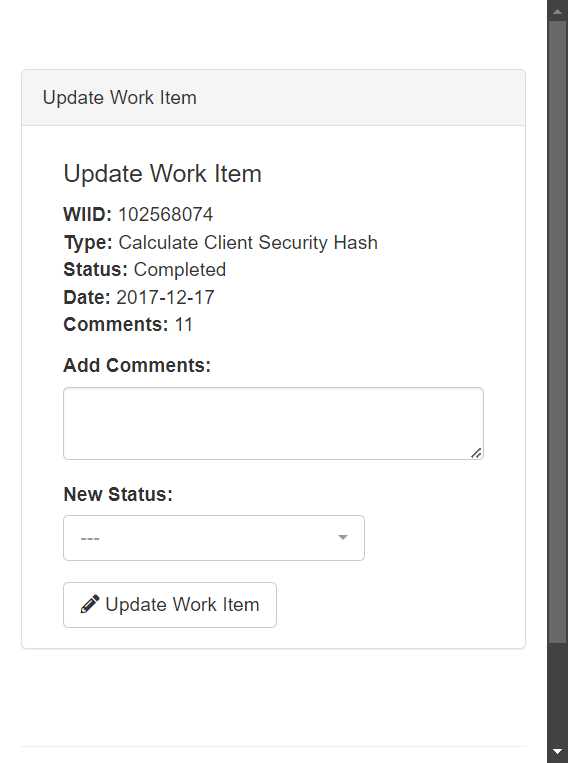 Update Work Item
Update Work Item
WIID: 102568074
Type: Calculate Client Security Hash
Status: Completed
Date: 2017-12-17
Comments: 11
Add Comments:
New Status:
---
Update Work Item